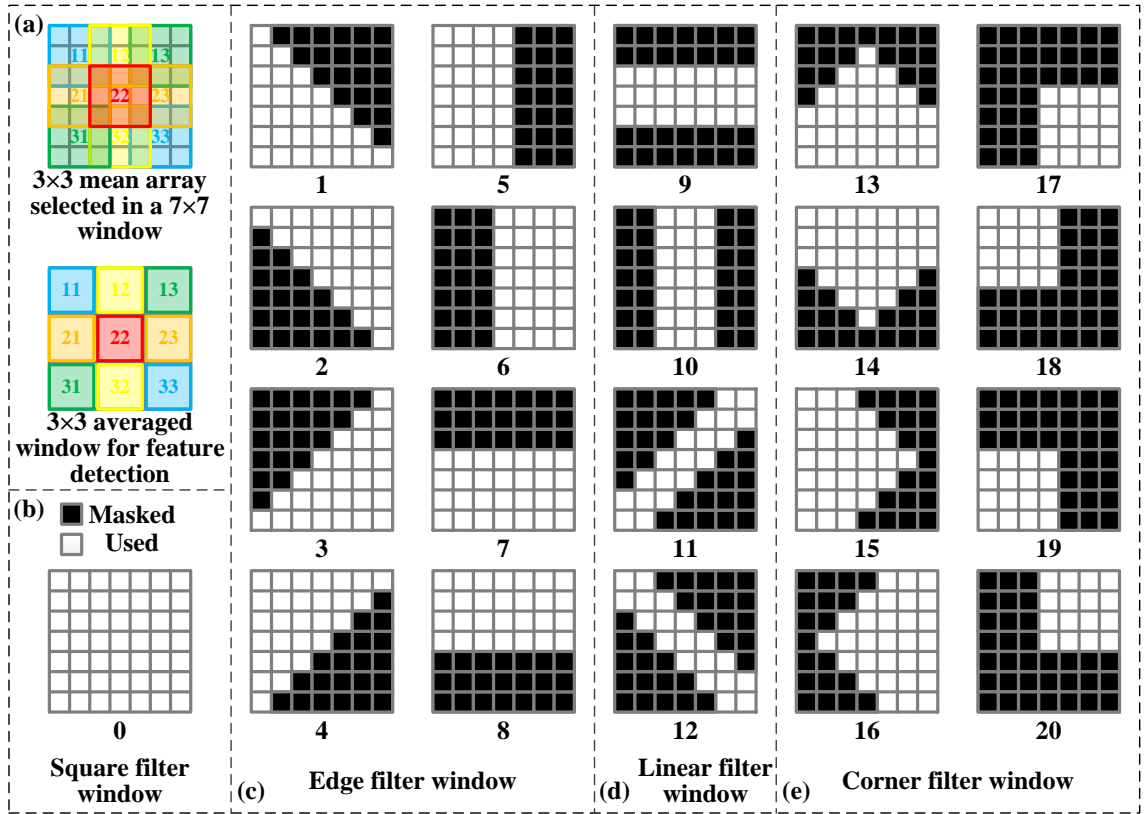 (a)
11 12 13
21 22 23
31 32 33
3×3 mean array
selected in a 7×7
window
11 12 13
21 22 23
31 32 33
3×3 averaged
window for feature
detection
(b)
Masked
Used
0
Square filter
window
1 5
2 6
3 7
4 8
(c) Edge filter window
9
10
11
12
(d) Linear filter
window
13 17
14 18
15 19
16 20
(e) Corner filter window